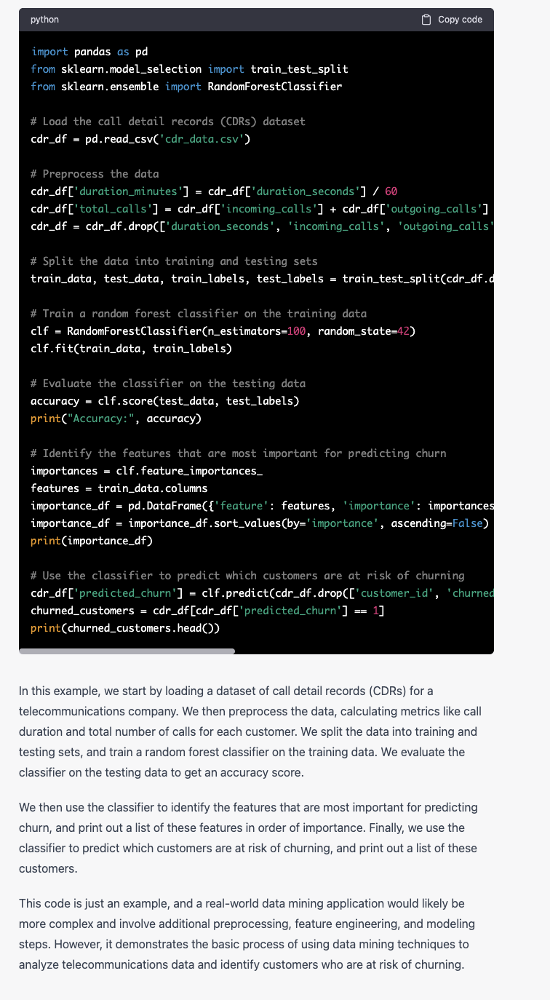 python
Copy code
import pandas as pd
from sklearn.model_selection import train_test_split
from sklearn.ensemble import RandomForestClassifier
# Load the call detail records (CDRs) dataset
cdr_df = pd.read_csv('cdr_data.csv')
# Preprocess the data
cdr_df['duration_minutes'] = cdr_df['duration_seconds'] / 60
cdr_df['total_calls'] = cdr_df['incoming_calls'] + cdr_df['outgoing_calls']
cdr_df = cdr_df.drop(['duration_seconds', 'incoming_calls', 'outgoing_calls'
# Split the data into training and testing sets
train_data, test_data, train_labels, test_labels = train_test_split(cdr_df.d
# Train a random forest classifier on the training data
clf = RandomForestClassifier(n_estimators=100, random_state=42)
clf.fit(train_data, train_labels)
# Evaluate the classifier on the testing data
accuracy = clf.score(test_data, test_labels)
print("Accuracy:", accuracy)
# Identify the features that are most important for predicting churn
importances = clf.feature_importances_
features = train_data.columns
importance_df = pd.DataFrame({'feature': features, 'importance': importances
importance_df = importance_df.sort_values(by='importance', ascending=False)
print(importance_df)
# Use the classifier to predict which customers are at risk of churning
cdr_df['predicted_churn'] = clf.predict(cdr_df.drop(['customer_id', 'churned
churned_customers = cdr_df[cdr_df['predicted_churn'] == 1]
print(churned_customers.head())
In this example, we start by loading a dataset of call detail records (CDRs) for a
telecommunications company. We then preprocess the data, calculating metrics like call
duration and total number of calls for each customer. We split the data into training and
testing sets, and train a random forest classifier on the training data. We evaluate the
classifier on the testing data to get an accuracy score.
We then use the classifier to identify the features that are most important for predicting
churn, and print out a list of these features in order of importance. Finally, we use the
classifier to predict which customers are at risk of churning, and print out a list of these
customers.
This code is just an example, and a real-world data mining application would likely be
more complex and involve additional preprocessing, feature engineering, and modeling
steps. However, it demonstrates the basic process of using data mining techniques to
analyze telecommunications data and identify customers who are at risk of churning.